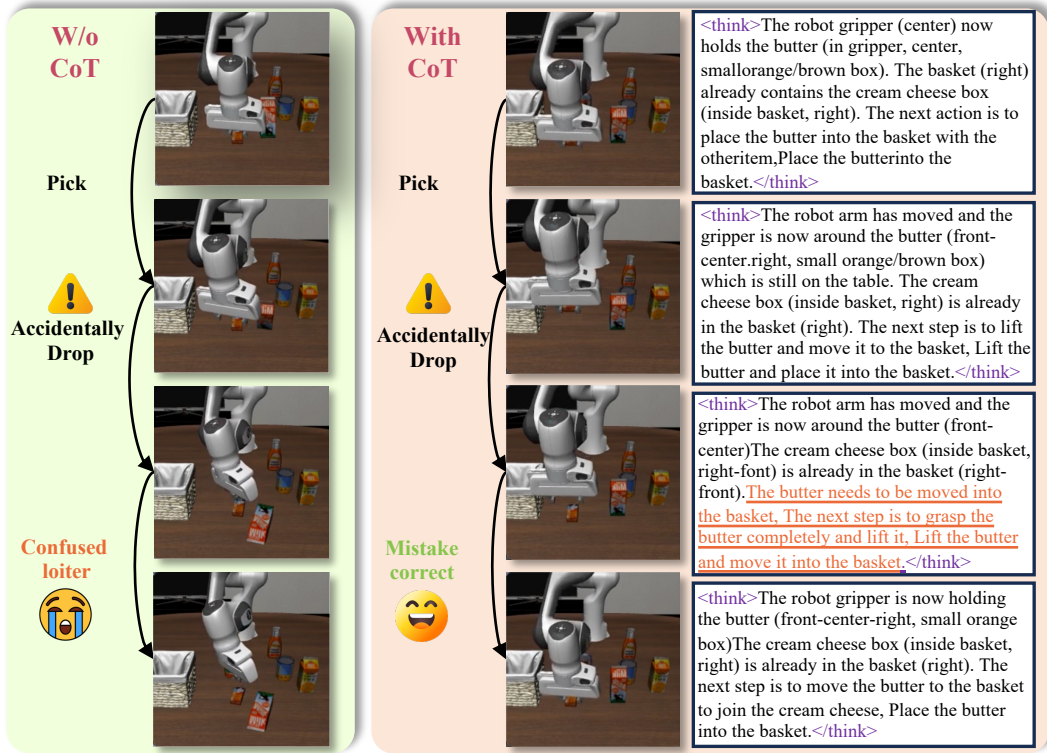 W/o
CoT
Pick
Accidentally
Drop
Confused
loiter
With
CoT
Pick
Accidentally
Drop
Mistake
correct
<think>The robot gripper (center) now
holds the butter (in gripper, center,
smallorange/brown box). The basket (right)
already contains the cream cheese box
(inside basket, right). The next action is to
place the butter into the basket with the
otheritem,Place the butterinto the
basket.</think>
<think>The robot arm has moved and the
gripper is now around the butter (front-
center.right, small orange/brown box)
which is still on the table. The cream
cheese box (inside basket, right) is already
in the basket (right). The next step is to lift
the butter and move it to the basket, Lift the
butter and place it into the basket.</think>
<think>The robot arm has moved and the
gripper is now around the butter (front-
center)The cream cheese box (inside basket,
right-font) is already in the basket (right-
front).The butter needs to be moved into
the basket, The next step is to grasp the
butter completely and lift it, Lift the butter
and move it into the basket.</think>
<think>The robot gripper is now holding
the butter (front-center-right, small orange
box)The cream cheese box (inside basket,
right) is already in the basket (right). The
next step is to move the butter to the basket
to join the cream cheese, Place the butter
into the basket.</think>